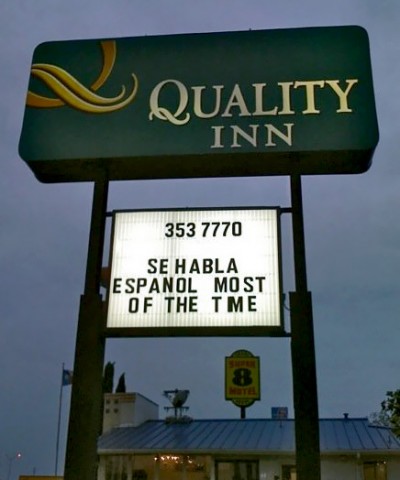 QUALITY
INN
353 7770
SE HABLA
ESPANOL MOST
OF THE TME
SUPER
8
MOTEL